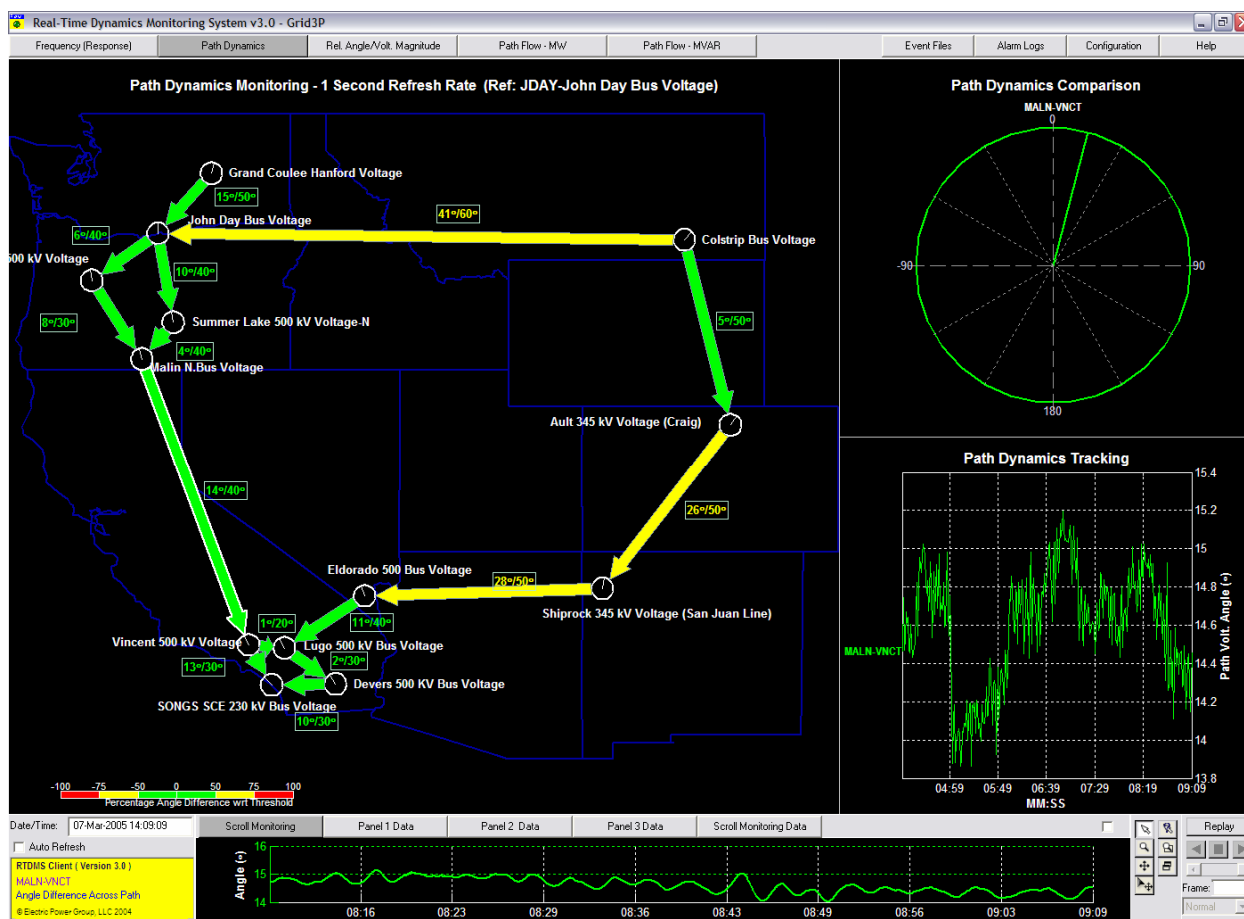 Real-Time Dynamics Monitoring System v3.0 - Grid3P
Frequency (Response) Path Dynamics Rel. Angle/Volt. Magnitude Path Flow - MW Path Flow - MVAR Event Files Alarm Logs Configuration Help
Path Dynamics Monitoring - 1 Second Refresh Rate (Ref: JDAY-John Day Bus Voltage)
Grand Coulee Hanford Voltage
15º/50º
John Day Bus Voltage
41º/60º
6º/40º
Colstrip Bus Voltage
500 kV Voltage
10º/40º
8º/30º
Summer Lake 500 kV Voltage-N
5º/50º
4º/40º
Malin N.Bus Voltage
Ault 345 kV Voltage (Craig)
14º/40º
26º/50º
Eldorado 500 Bus Voltage
28º/50º
Shiprock 345 kV Voltage (San Juan Line)
11º/40º
1º/20º
Vincent 500 kV Voltage
Lugo 500 kV Bus Voltage
2º/30º
13º/30º
Devers 500 KV Bus Voltage
SONGS SCE 230 kV Bus Voltage
10º/30º
-100 -75 -50 0 50 75 100
Percentage Angle Difference wrt Threshold
Path Dynamics Comparison
MALN-VNCT
0
-90
90
180
Path Dynamics Tracking
15.4
15.2
15
14.8
14.6
14.4
14.2
14
13.8
MALN-VNCT
Path Volt. Angle (º)
04:59 05:49 06:39 07:29 08:19 09:09
MM:SS
Date/Time: 07-Mar-2005 14:09:09
Auto Refresh
RTDMS Client ( Version 3.0 )
MALN-VNCT
Angle Difference Across Path
© Electric Power Group, LLC 2004
Scroll Monitoring Panel 1 Data Panel 2 Data Panel 3 Data Scroll Monitoring Data
16
15
14
Angle (º)
08:16 08:23 08:29 08:36 08:43 08:49 08:56 09:03 09:09
Replay
Frame:
Normal